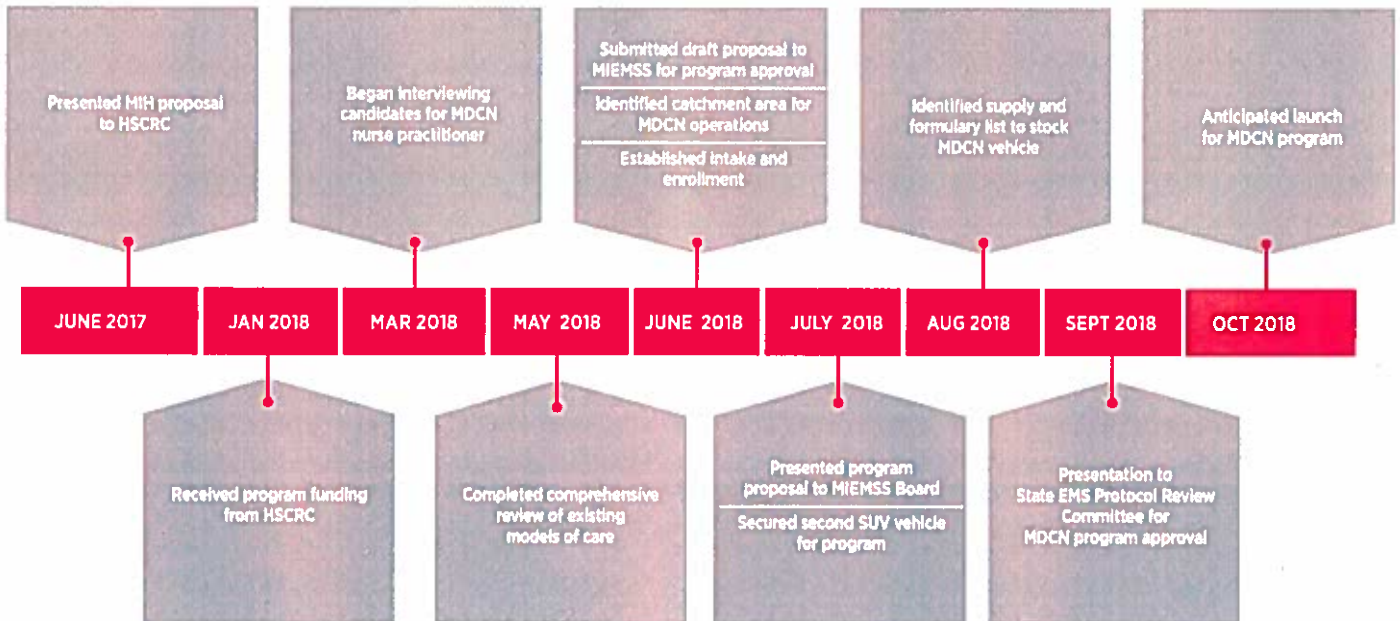 Presented MIH proposal
to HSCRC
Began interviewing
candidates for MDCN
nurse practitioner
Submitted draft proposal to
MIEMSS for program approval
Identified catchment area for
MDCN operations
Established intake and
enrollment
Identified supply and
formulary list to stock
MDCN vehicle
Anticipated launch
for MDCN program
JUNE 2017
JAN 2018
MAR 2018
MAY 2018
JUNE 2018
JULY 2018
AUG 2018
SEPT 2018
OCT 2018
Received program funding
from HSCRC
Completed comprehensive
review of existing
models of care
Presented program
proposal to MIEMSS Board
Secured second SUV vehicle
for program
Presentation to
State EMS Protocol Review
Committee for
MDCN program approval